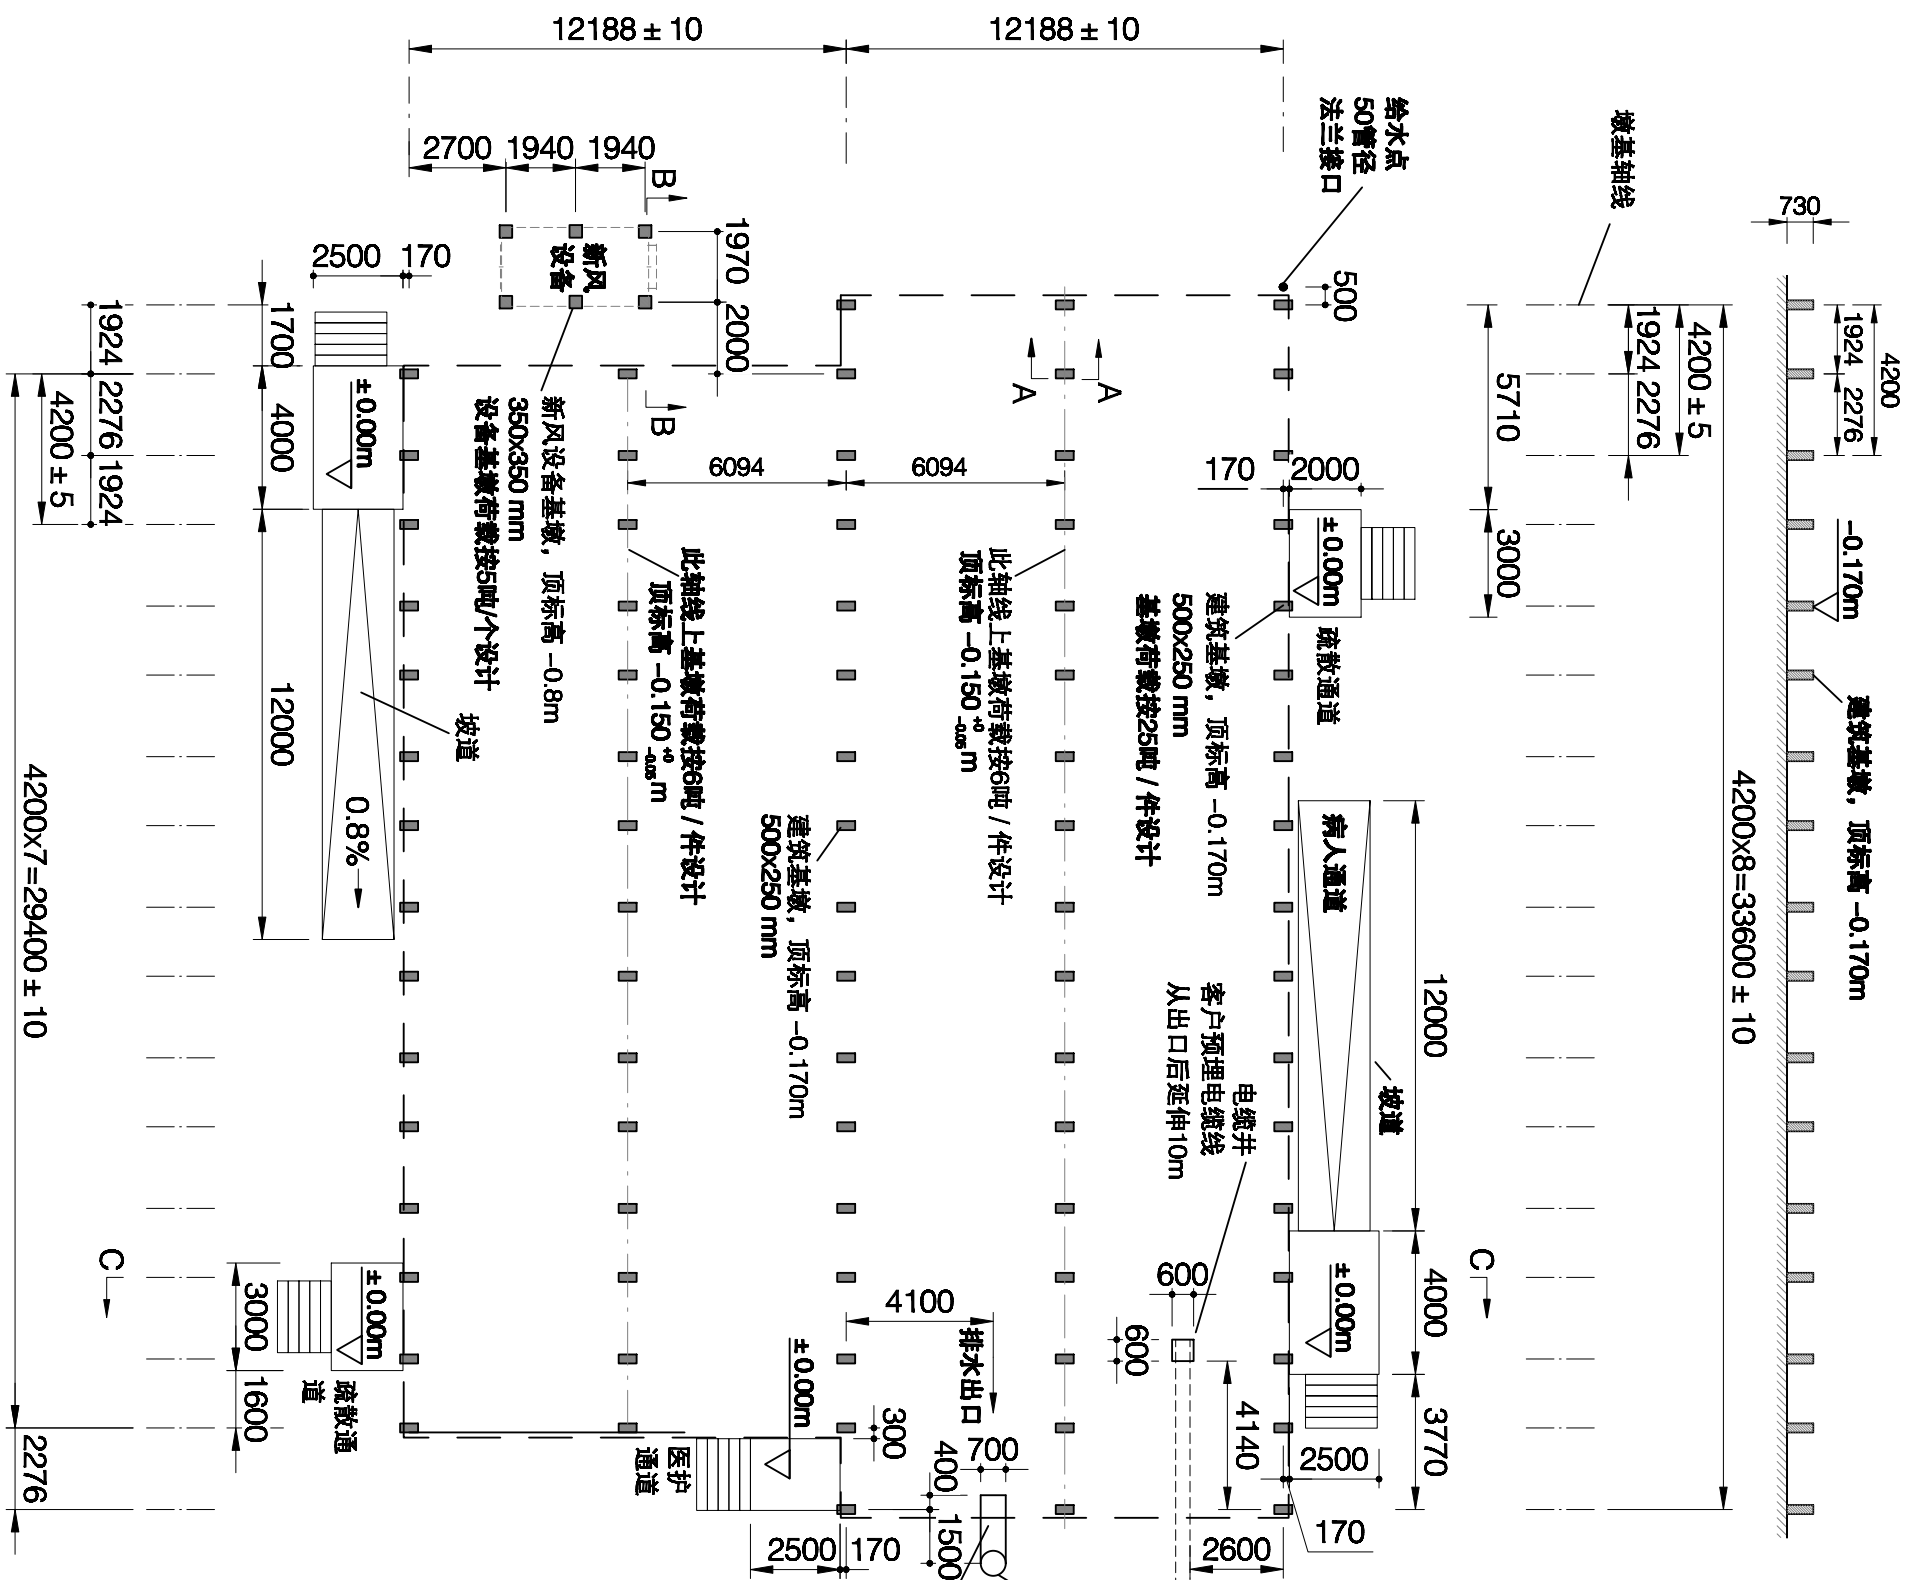 12188±10
12188±10
给水点
50管径
法兰接口
墩基轴线
730
2700
1940
1940
B
1970
2000
新风
设备
2500
170
500
1924
2276
4200
4200±5
1924
2276
5710
3000
1700
4000
12000
1924
2276
1924
4200±5
±0.00m
A
A
B
6094
6094
170
2000
±0.00m
疏散通道
-0.170m
建筑基墩，顶标高 -0.170m
新风设备基墩，顶标高 -0.8m
350x350 mm
设备基墩荷载按5吨/个设计
此轴线上基墩荷载按6吨 / 件设计
顶标高 -0.150 +0 -0.05 m
此轴线上基墩荷载按6吨 / 件设计
顶标高 -0.150 +0 -0.05 m
建筑基墩，顶标高 -0.170m
500x250 mm
基墩荷载按25吨 / 件设计
建筑基墩，顶标高 -0.170m
500x250 mm
坡道
0.8%
4200x7=29400±10
4200x8=33600±10
病人通道
12000
坡道
电缆井
客户预埋电缆线
从出口后延伸10m
C
C
±0.00m
3000
1600
2276
疏散通
道
医护
通道
±0.00m
4100
排水出口
300
700
400
1500
2500
170
600
600
4140
2600
±0.00m
4000
3770
2500
170